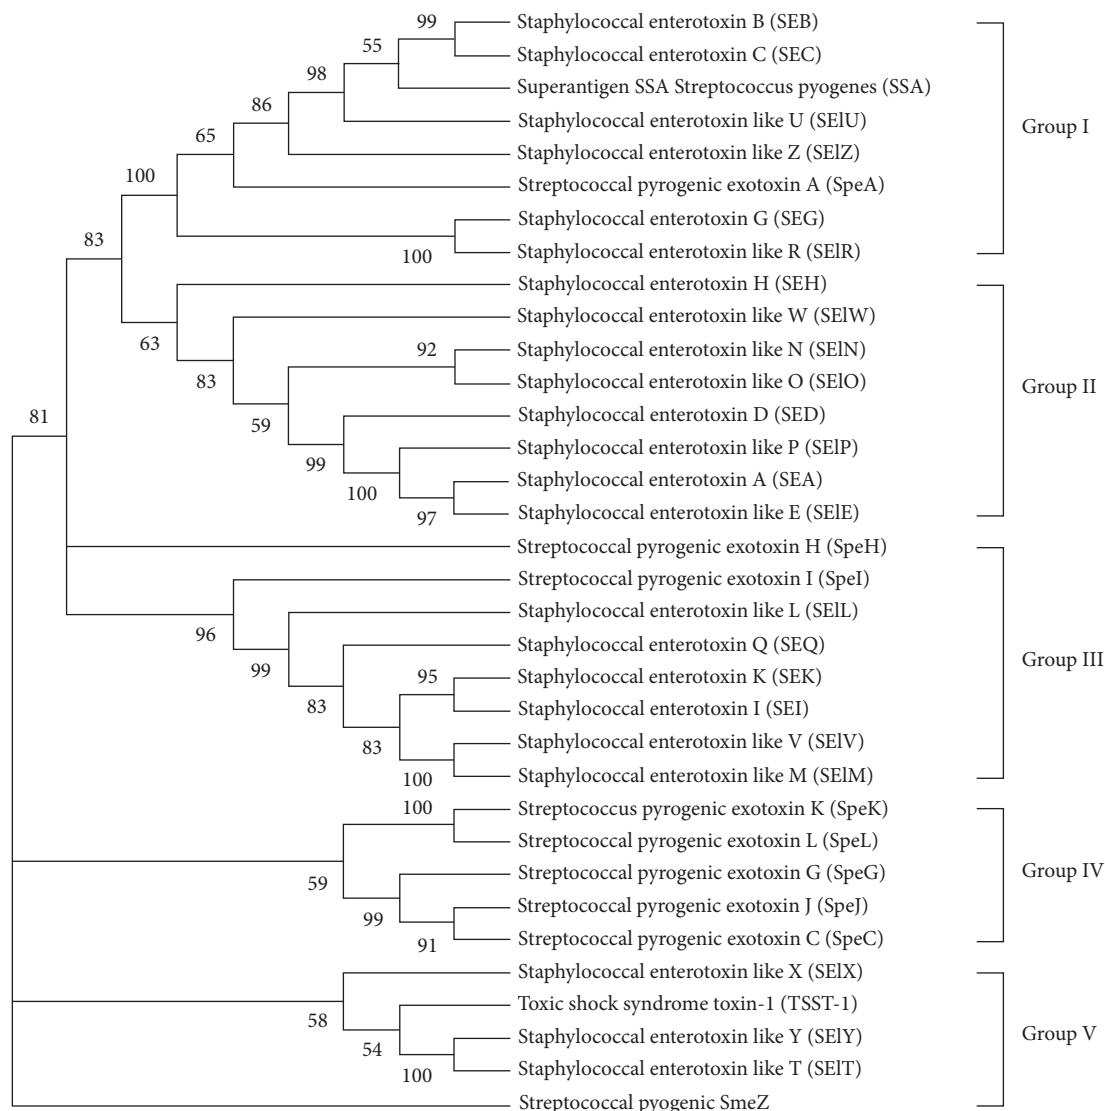 99
Staphylococcal enterotoxin B (SEB)
55
Staphylococcal enterotoxin C (SEC)
98
Superantigen SSA Streptococcus pyogenes (SSA)
86
Staphylococcal enterotoxin like U (SElU)
Group I
65
Staphylococcal enterotoxin like Z (SElZ)
100
Streptococcal pyrogenic exotoxin A (SpeA)
83
Staphylococcal enterotoxin G (SEG)
100
Staphylococcal enterotoxin like R (SElR)
Staphylococcal enterotoxin H (SEH)
63
Staphylococcal enterotoxin like W (SElW)
92
Staphylococcal enterotoxin like N (SElN)
83
Staphylococcal enterotoxin like O (SElO)
Group II
81
59
Staphylococcal enterotoxin D (SED)
99
Staphylococcal enterotoxin like P (SElP)
100
Staphylococcal enterotoxin A (SEA)
97
Staphylococcal enterotoxin like E (SElE)
Streptococcal pyrogenic exotoxin H (SpeH)
Streptococcal pyrogenic exotoxin I (SpeI)
96
Staphylococcal enterotoxin like L (SElL)
99
Staphylococcal enterotoxin Q (SEQ)
Group III
95
Staphylococcal enterotoxin K (SEK)
83
Staphylococcal enterotoxin I (SEI)
83
Staphylococcal enterotoxin like V (SElV)
100
Staphylococcal enterotoxin like M (SElM)
100
Streptococcus pyrogenic exotoxin K (SpeK)
Streptococcal pyrogenic exotoxin L (SpeL)
59
Streptococcal pyrogenic exotoxin G (SpeG)
Group IV
99
Streptococcal pyrogenic exotoxin J (SpeJ)
91
Streptococcal pyrogenic exotoxin C (SpeC)
Staphylococcal enterotoxin like X (SElX)
58
Toxic shock syndrome toxin-1 (TSST-1)
54
Staphylococcal enterotoxin like Y (SElY)
Group V
100
Staphylococcal enterotoxin like T (SElT)
Streptococcal pyogenic SmeZ